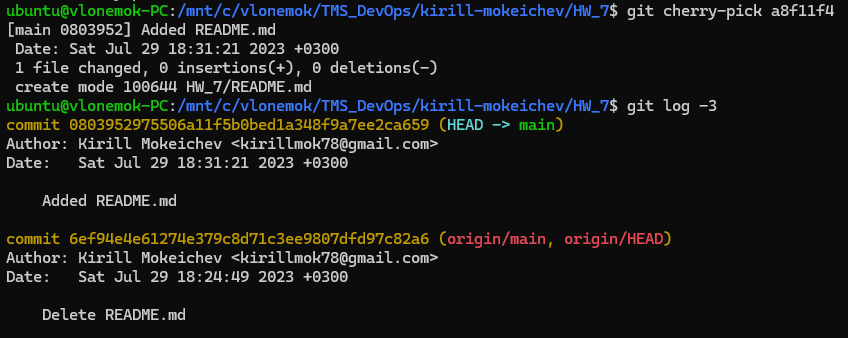 ubuntu@vlonemok-PC:/mnt/c/vlonemok/TMS_DevOps/kirill-mokeichev/HW_7$ git cherry-pick a8f11f4
[main 0803952] Added README.md
 Date: Sat Jul 29 18:31:21 2023 +0300
 1 file changed, 0 insertions(+), 0 deletions(-)
 create mode 100644 HW_7/README.md
ubuntu@vlonemok-PC:/mnt/c/vlonemok/TMS_DevOps/kirill-mokeichev/HW_7$ git log -3
commit 0803952975506a11f5b0bed1a348f9a7ee2ca659 (HEAD -> main)
Author: Kirill Mokeichev <kirillmok78@gmail.com>
Date:   Sat Jul 29 18:31:21 2023 +0300

    Added README.md

commit 6ef94e4e61274e379c8d71c3ee9807dfd97c82a6 (origin/main, origin/HEAD)
Author: Kirill Mokeichev <kirillmok78@gmail.com>
Date:   Sat Jul 29 18:24:49 2023 +0300

    Delete README.md